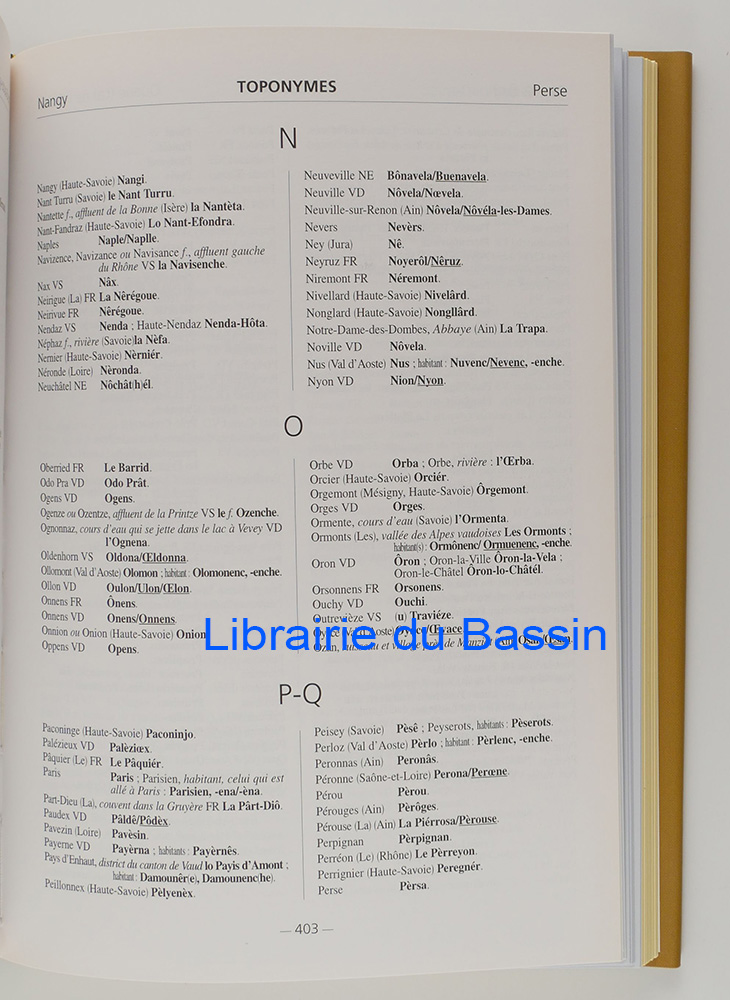 Nangy
TOPONYMES
Perse
N
Nangy (Haute-Savoie) Nangi.
Nant Turru (Savoie) le Nant Turru.
Nantette f., affluent de la Bonne (Isère) la Nantèta.
Nant-Fandraz (Haute-Savoie) Lo Nant-Efondra.
Naples Naple/Naplle.
Navizence, Navizance ou Navisance f., affluent gauche
du Rhône VS la Navisenche.
Nax VS Nâx.
Neirigue (La) FR La Nêrégoue.
Neirivue FR Nêrégoue.
Nendaz VS Nenda ; Haute-Nendaz Nenda-Hôta.
Néphaz f., rivière (Savoie)la Nèfa.
Nernier (Haute-Savoie) Nèrniér.
Néronde (Loire) Nèronda.
Neuchâtel NE Nôchât(h)él.
Neuveville NE Bônavela/Buenavela.
Neuville VD Nôvela/Nœvela.
Neuville-sur-Renon (Ain) Nôvela/Nôvéla-les-Dames.
Nevers Nevèrs.
Ney (Jura) Nê.
Neyruz FR Noyerôl/Nêruz.
Niremont FR Néremont.
Nivellard (Haute-Savoie) Nivelârd.
Nonglard (Haute-Savoie) Nongllârd.
Notre-Dame-des-Dombes, Abbaye (Ain) La Trapa.
Noville VD Nôvela.
Nus (Val d'Aoste) Nus ; habitant : Nuvenc/Nevenc, -enche.
Nyon VD Nion/Nyon.
O
Oberried FR Le Barrid.
Odo Pra VD Odo Prât.
Ogens VD Ogens.
Ogenze ou Ozentze, affluent de la Printze VS le f. Ozenche.
Ognonnaz, cours d'eau qui se jette dans le lac à Vevey VD
l'Ognena.
Oldenhorn VS Oldona/Œldonna.
Ollomont (Val d'Aoste) Olomon ; habitant : Olomonenc, -enche.
Ollon VD Oulon/Ulon/Œlon.
Onnens FR Ônens.
Onnens VD Onens/Onnens.
Onnion ou Onion (Haute-Savoie) Onion
Oppens VD Opens.
Orbe VD Orba ; Orbe, rivière : l'Œrba.
Orcier (Haute-Savoie) Orciér.
Orgemont (Mésigny, Haute-Savoie) Ôrgemont.
Orges VD Orges.
Ormente, cours d'eau (Savoie) l'Ormenta.
Ormonts (Les), vallée des Alpes vaudoises Les Ormonts ;
habitant(s) : Ormônenc/ Ormuenenc, -enche.
Oron VD Ôron ; Oron-la-Ville Ôron-la-Vela ;
Oron-le-Châtel Ôron-lo-Châtél.
Orsonnens FR Orsonens.
Ouchy VD Ouchi.
Outrevièze VS (u) Traviéze.
Librairie du Bassin
P-Q
Paconinge (Haute-Savoie) Paconinjo.
Palézieux VD Palèziœx.
Pâquier (Le) FR Le Pâquiér.
Paris Paris ; Parisien, habitant, celui qui est
allé à Paris : Parisien, -ena/-èna.
Part-Dieu (La), couvent dans la Gruyère FR La Pârt-Diô.
Paudex VD Pâldê/Pôdèx.
Pavezin (Loire) Pavèsin.
Payerne VD Payèrna ; habitants : Payèrnês.
Pays d'Enhaut, district du canton de Vaud lo Payis d'Amont ;
habitant : Damounêr(e), Damounenc(he).
Peillonnex (Haute-Savoie) Pèlyenèx.
Peisey (Savoie) Pèsê ; Peyserots, habitants : Pèserots.
Perloz (Val d'Aoste) Pèrlo ; habitant : Pèrlenc, -enche.
Peronnas (Ain) Peronâs.
Péronne (Saône-et-Loire) Perona/Perœne.
Pérou Pèrou.
Pérouges (Ain) Pèrôges.
Pérouse (La) (Ain) La Piérrosa/Pèrouse.
Perpignan Pèrpignan.
Perréon (Le) (Rhône) Le Pèrreyon.
Perrignier (Haute-Savoie) Peregnér.
Perse Pèrsa.
— 403 —